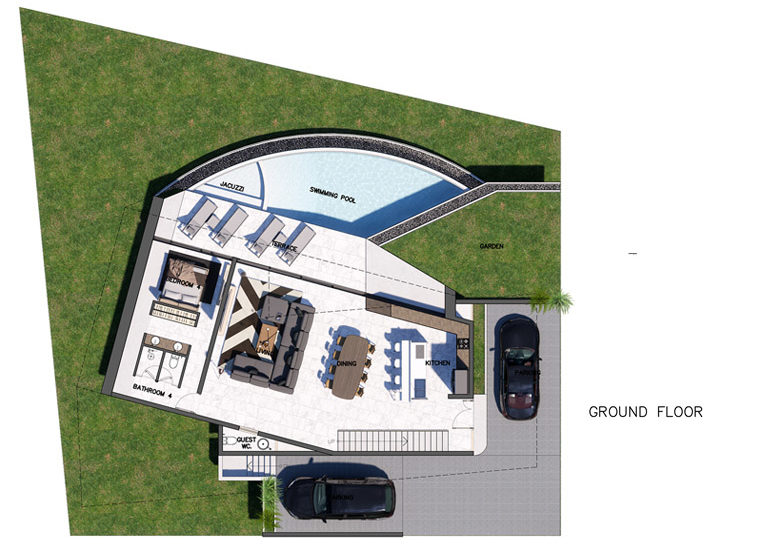 JACUZZI
SWIMMING POOL
TERRACE
GARDEN
BEDROOM 4
LIVING
DINING
KITCHEN
PARKING
BATHROOM 4
GROUND FLOOR
GUEST
WC.
PARKING